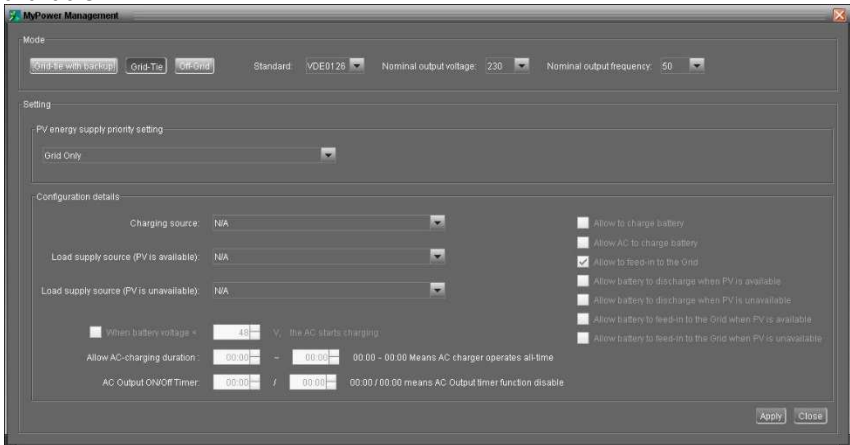 MyPower Management
Mode
Grid-tie with backup Grid-Tie Off-Grid Standard: VDE0126 Nominal output voltage: 230 Nominal output frequency: 50
Setting
PV energy supply priority setting
Grid Only
Configuration details
Charging source: N/A
Load supply source (PV is available): N/A
Load supply source (PV is unavailable): N/A
When battery voltage < 48 V, the AC starts charging
Allow AC-charging duration : 00:00 ~ 00:00 00:00 ~ 00:00 Means AC charger operates all-time
AC Output ON/Off Timer: 00:00 / 00:00 00:00 / 00:00 means AC Output timer function disable
Allow to charge battery
Allow AC to charge battery
Allow to feed-in to the Grid
Allow battery to discharge when PV is available
Allow battery to discharge when PV is unavailable
Allow battery to feed-in to the Grid when PV is available
Allow battery to feed-in to the Grid when PV is unavailable
Apply Close